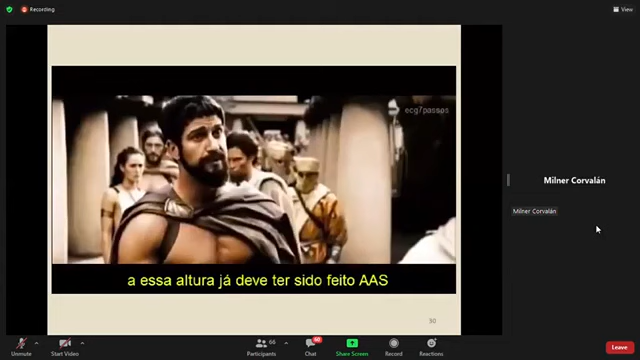 Recording
View
ecg7passos
Milner Corvalán
Milner Corvalán
a essa altura já deve ter sido feito AAS
30
66
60
Unmute
Start Video
Participants
Chat
Share Screen
Record
Reactions
Leave